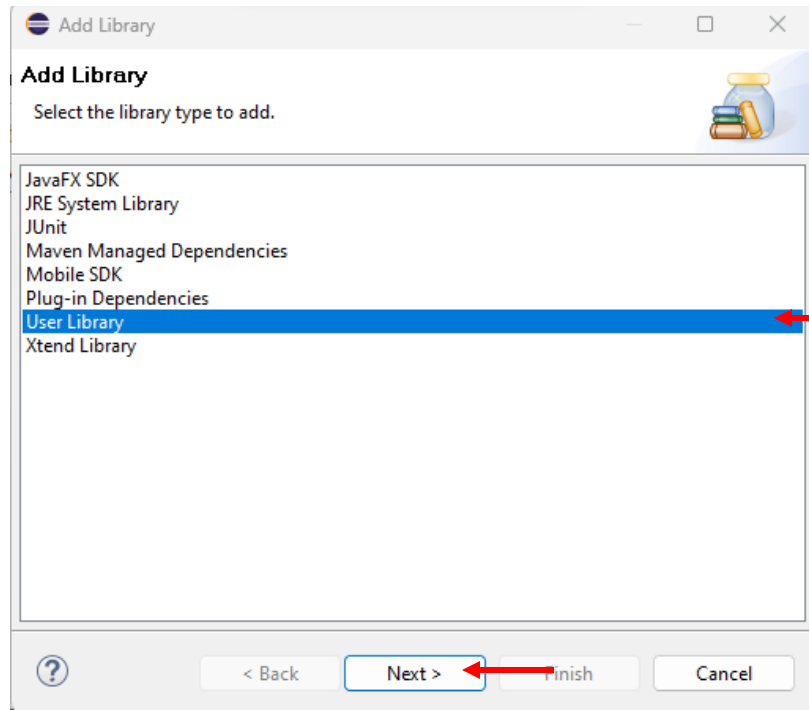 Add Library
Add Library
Select the library type to add.
JavaFX SDK
JRE System Library
JUnit
Maven Managed Dependencies
Mobile SDK
Plug-in Dependencies
User Library
Xtend Library
? < Back Next > Finish Cancel